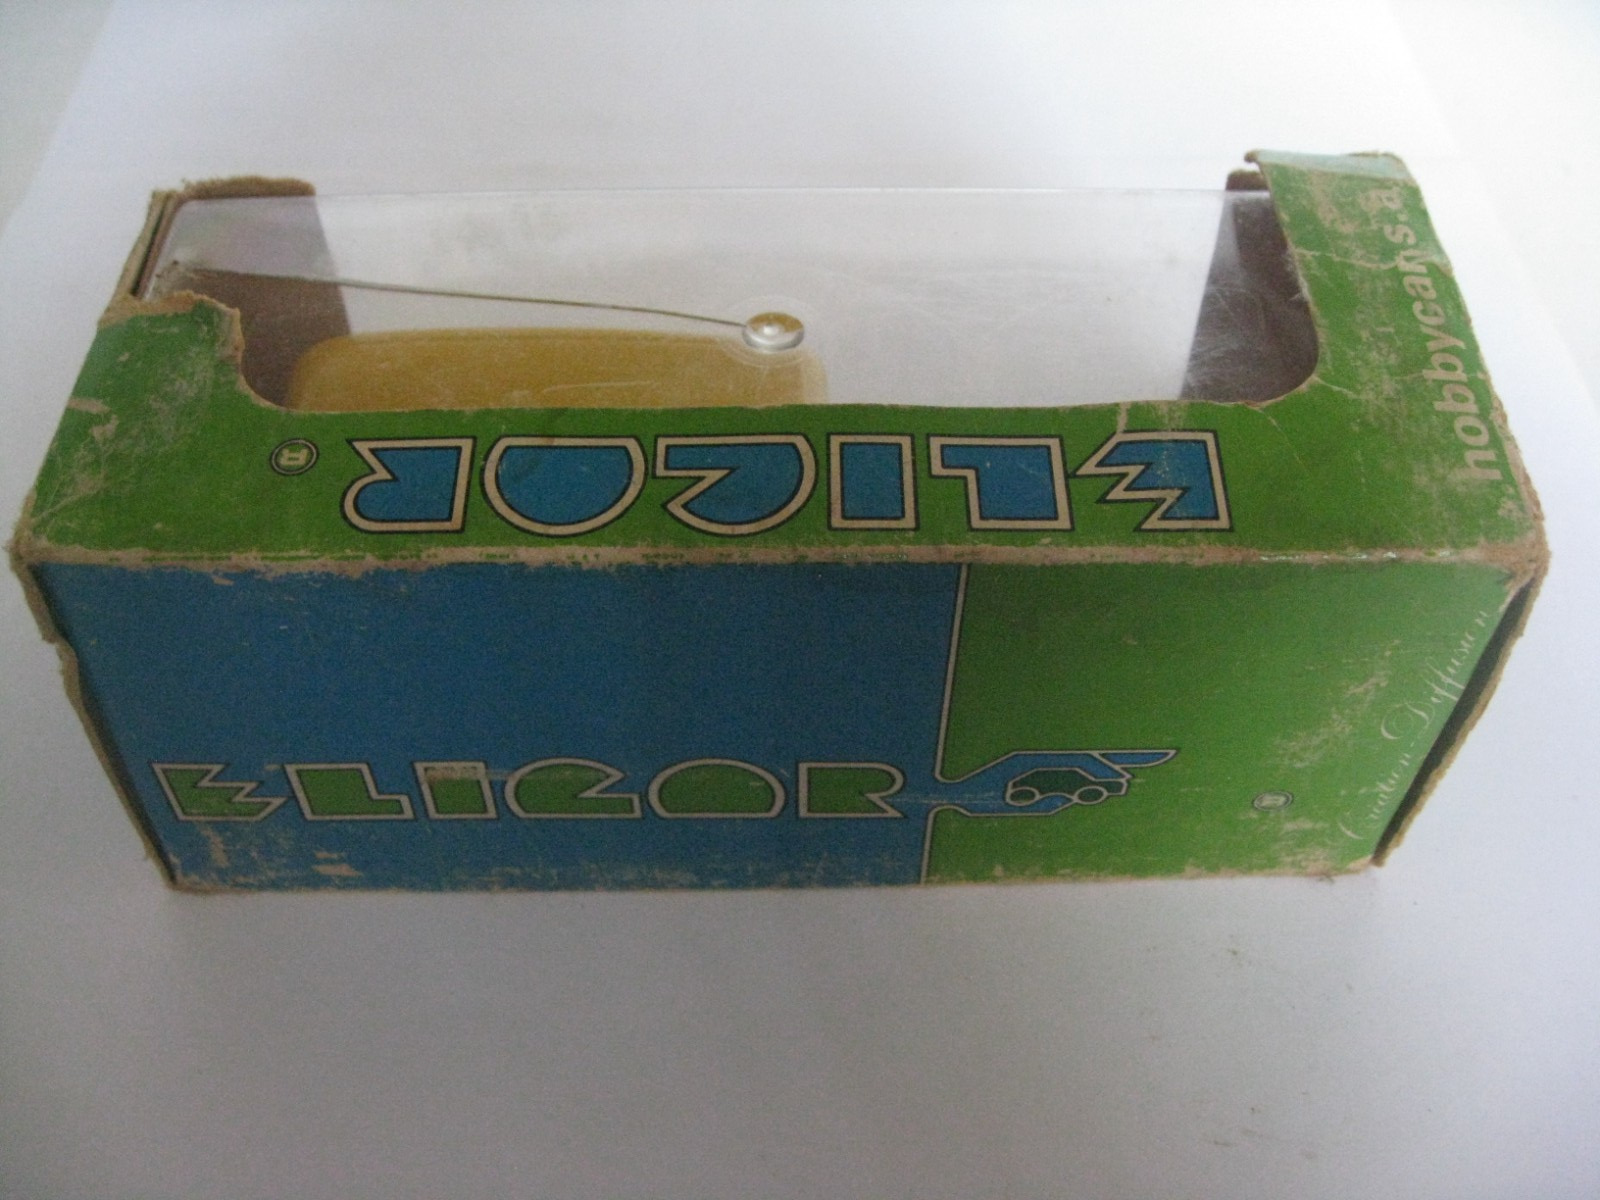 hobbycar s.a.
ELIGOR ®
ELIGOR ®
Création-Diffusion